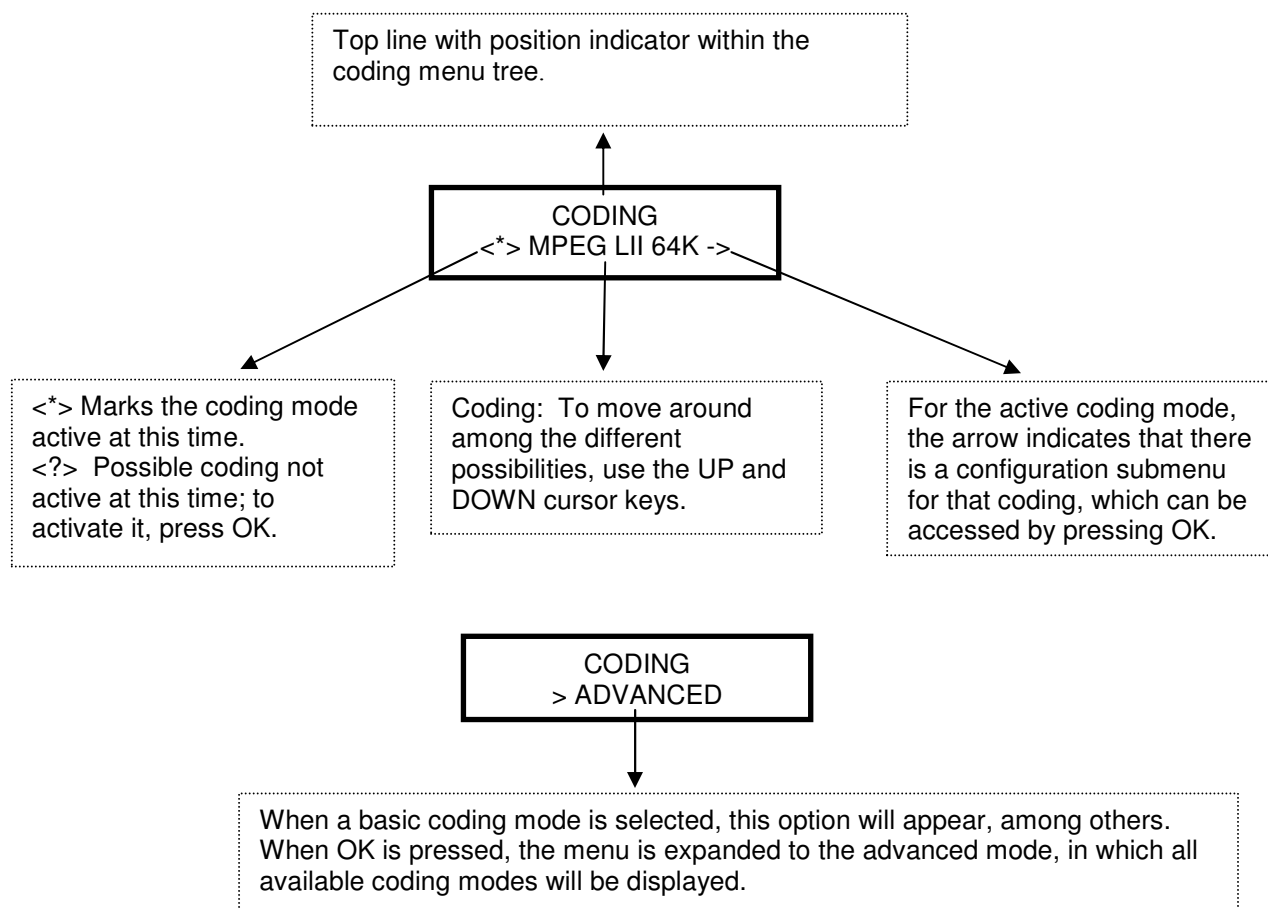 Top line with position indicator within the
coding menu tree.
CODING
<*> MPEG LII 64K ->
<*> Marks the coding mode
active at this time.
<?> Possible coding not
active at this time; to
activate it, press OK.
Coding: To move around
among the different
possibilities, use the UP and
DOWN cursor keys.
For the active coding mode,
the arrow indicates that there
is a configuration submenu
for that coding, which can be
accessed by pressing OK.
CODING
> ADVANCED
When a basic coding mode is selected, this option will appear, among others.
When OK is pressed, the menu is expanded to the advanced mode, in which all
available coding modes will be displayed.